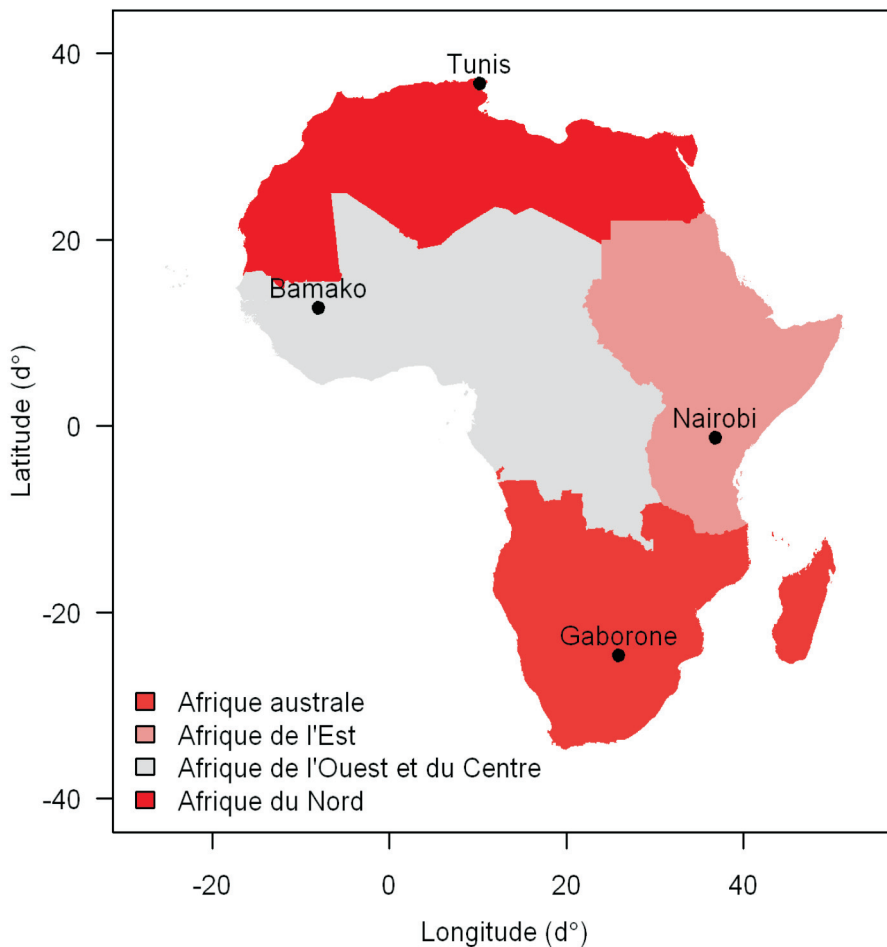 40
20
0
-20
-40
Latitude (d°)
Tunis
Bamako
Nairobi
Gaborone
Afrique australe
Afrique de l'Est
Afrique de l'Ouest et du Centre
Afrique du Nord
-20
0
20
40
Longitude (d°)